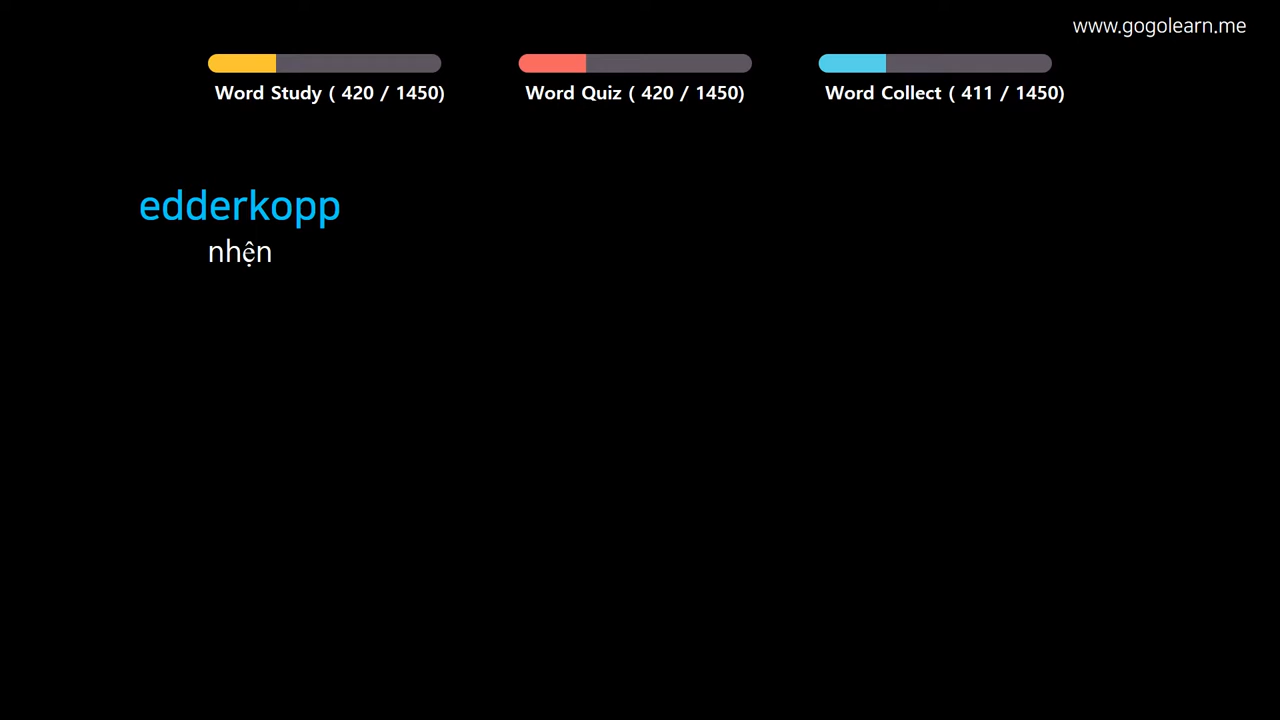 www.gogolearn.me
Word Study ( 420 / 1450)
Word Quiz ( 420 / 1450)
Word Collect ( 411 / 1450)
edderkopp
nhện